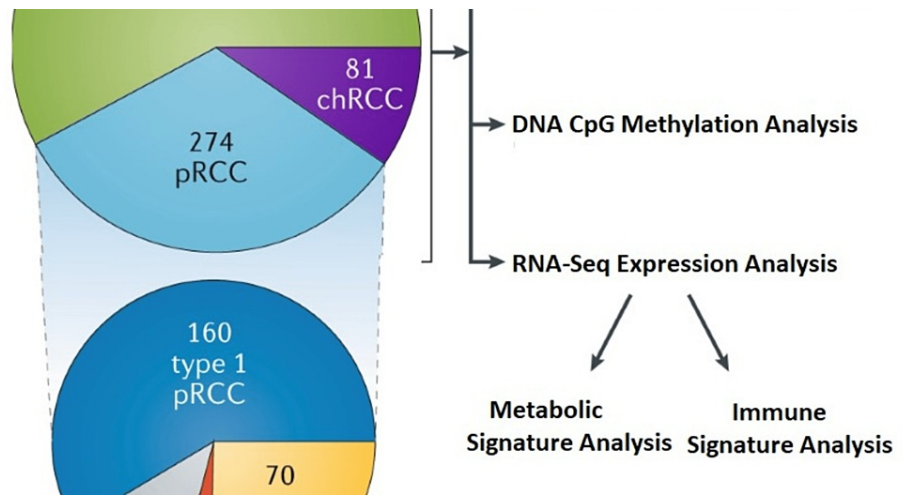 81
chRCC
274
pRCC
DNA CpG Methylation Analysis
RNA-Seq Expression Analysis
160
type 1
pRCC
Metabolic
Signature Analysis
Immune
Signature Analysis
70